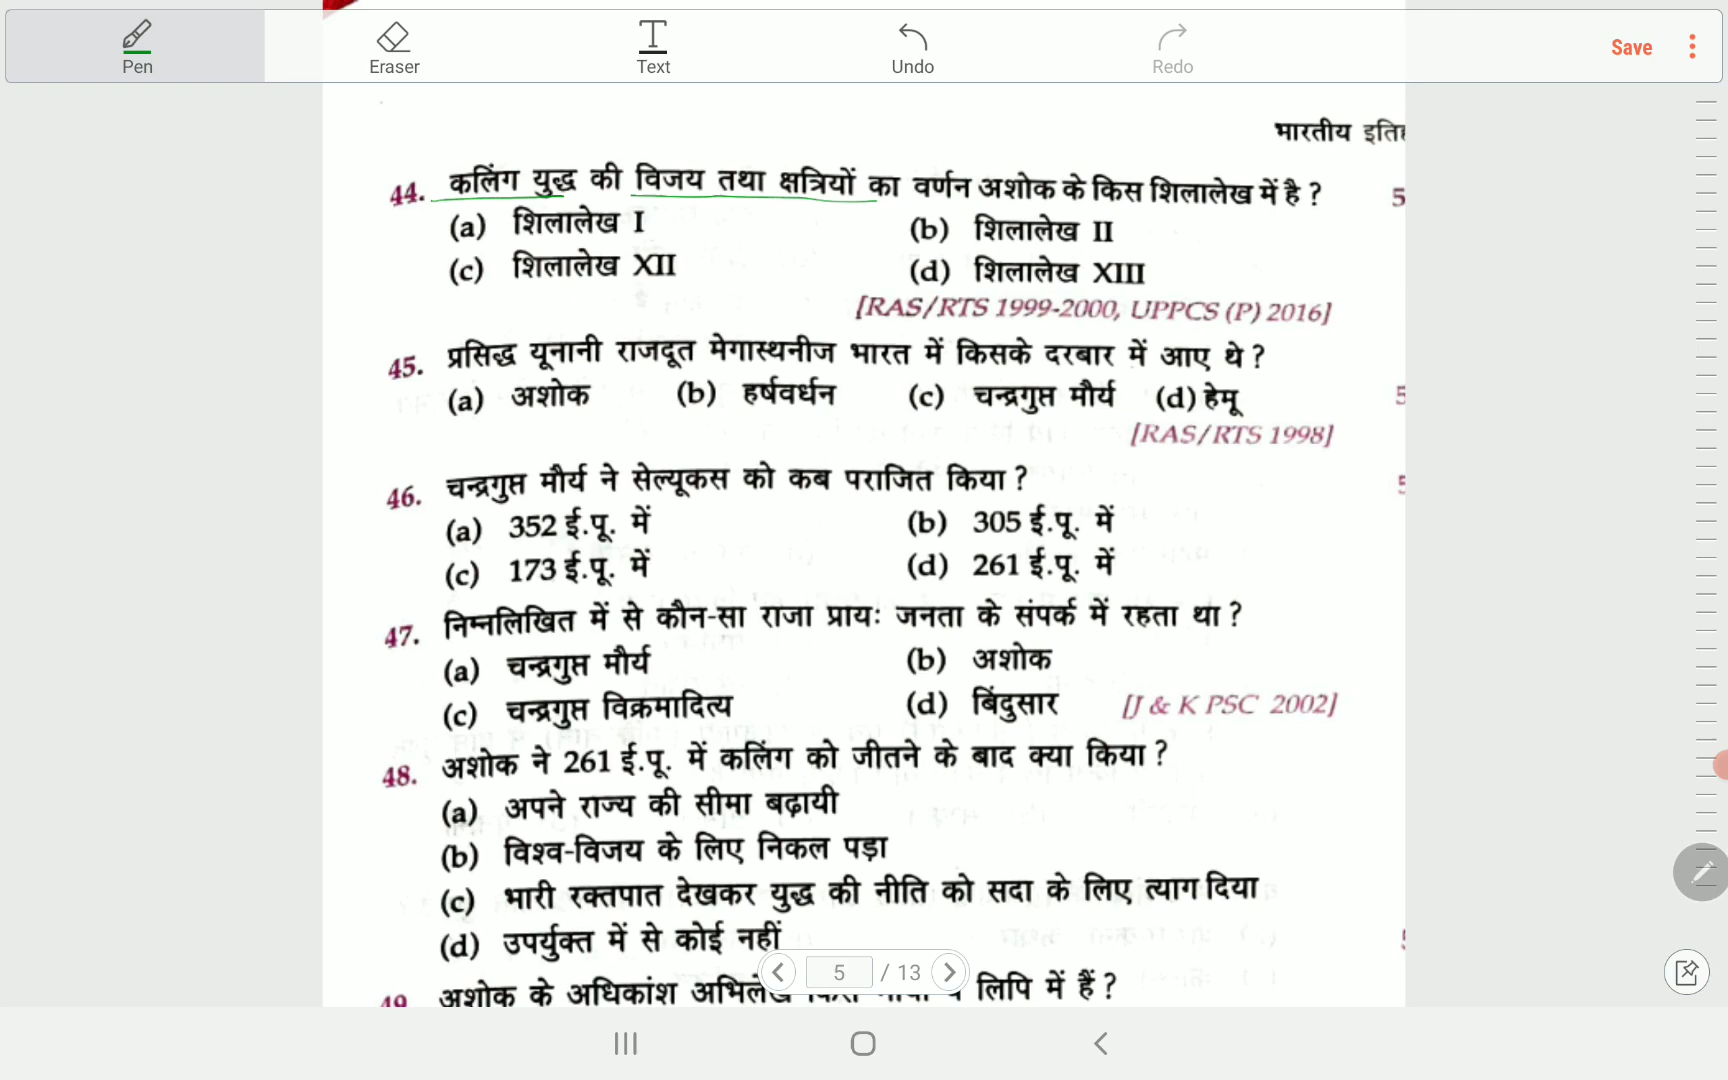 Pen
Eraser
Text
Undo
Redo
Save
भारतीय
44. कलिंग युद्ध की विजय तथा क्षत्रियों का वर्णन अशोक के किस शिलालेख में है ?
(a) शिलालेख I (b) शिलालेख II
(c) शिलालेख XII (d) शिलालेख XIII
[RAS/RTS 1999-2000, UPPCS (P) 2016]
45. प्रसिद्ध यूनानी राजदूत मेगास्थनीज भारत में किसके दरबार में आए थे ?
(a) अशोक (b) हर्षवर्धन (c) चन्द्रगुप्त मौर्य (d) हेमू
[RAS/RTS 1998]
46. चन्द्रगुप्त मौर्य ने सेल्यूकस को कब पराजित किया ?
(a) 352 ई.पू. में (b) 305 ई.पू. में
(c) 173 ई.पू. में (d) 261 ई.पू. में
47. निम्नलिखित में से कौन-सा राजा प्रायः जनता के संपर्क में रहता था ?
(a) चन्द्रगुप्त मौर्य (b) अशोक
(c) चन्द्रगुप्त विक्रमादित्य (d) बिंदुसार [J & K PSC 2002]
48. अशोक ने 261 ई.पू. में कलिंग को जीतने के बाद क्या किया ?
(a) अपने राज्य की सीमा बढ़ायी
(b) विश्व-विजय के लिए निकल पड़ा
(c) भारी रक्तपात देखकर युद्ध की नीति को सदा के लिए त्याग दिया
(d) उपर्युक्त में से कोई नहीं
5 / 13
49 अशोक के अधिकांश लिपि में हैं ?